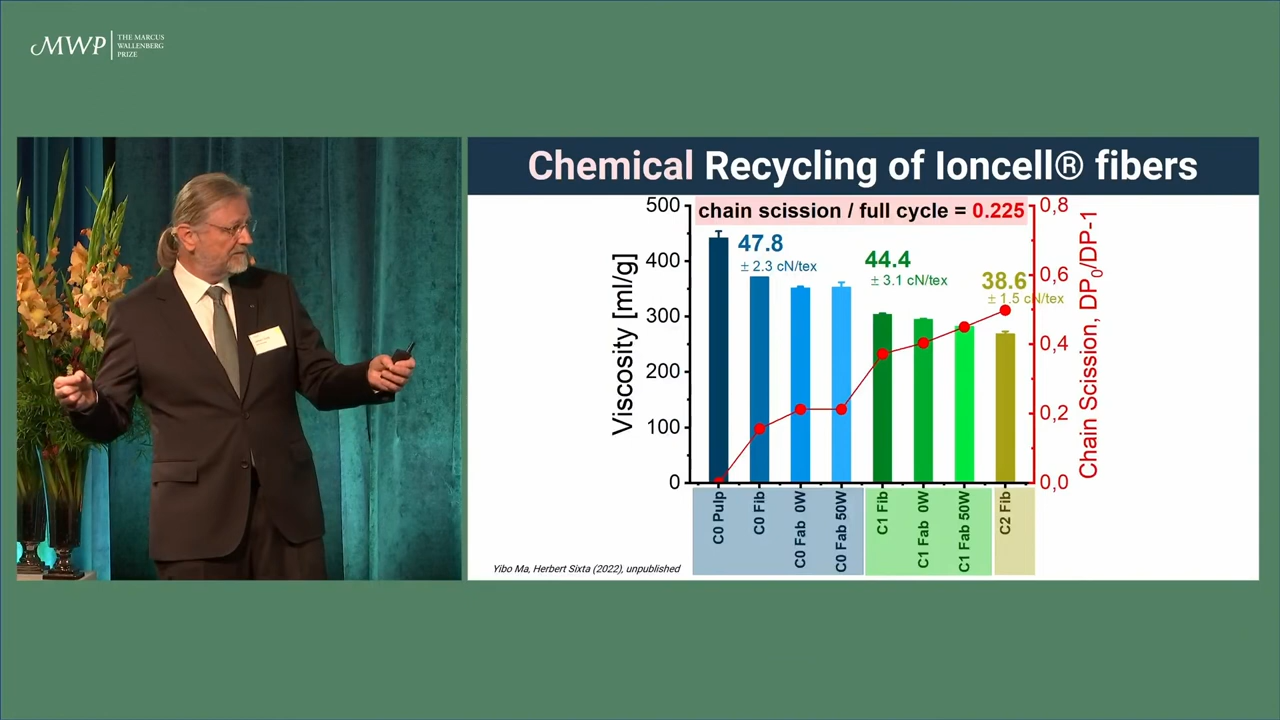 MWP
THE MARCUS
WALLENBERG
PRIZE
Chemical Recycling of Ioncell® fibers
chain scission / full cycle = 0.225
47.8
± 2.3 cN/tex
44.4
± 3.1 cN/tex
38.6
± 1.5 cN/tex
Viscosity [ml/g]
500
400
300
200
100
0
0,8
0,6
0,4
0,2
0,0
Chain Scission, DP0/DP-1
C0 Pulp
C0 Fib
C0 Fab 0W
C0 Fab 50W
C1 Fib
C1 Fab 0W
C1 Fab 50W
C2 Fib
Yibo Ma, Herbert Sixta (2022), unpublished